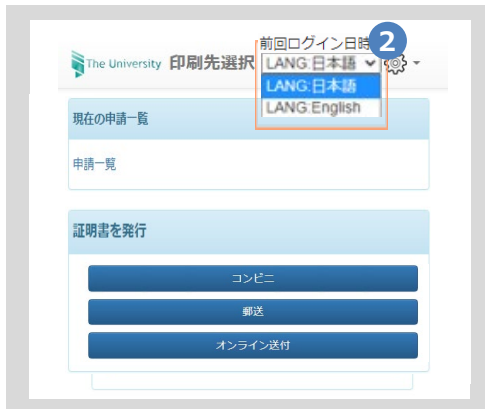 前回ログイン日時
2
The University 印刷先選択 LANG:日本語
LANG:日本語
LANG:English
現在の申請一覧
申請一覧
証明書を発行
コンビニ
郵送
オンライン送付